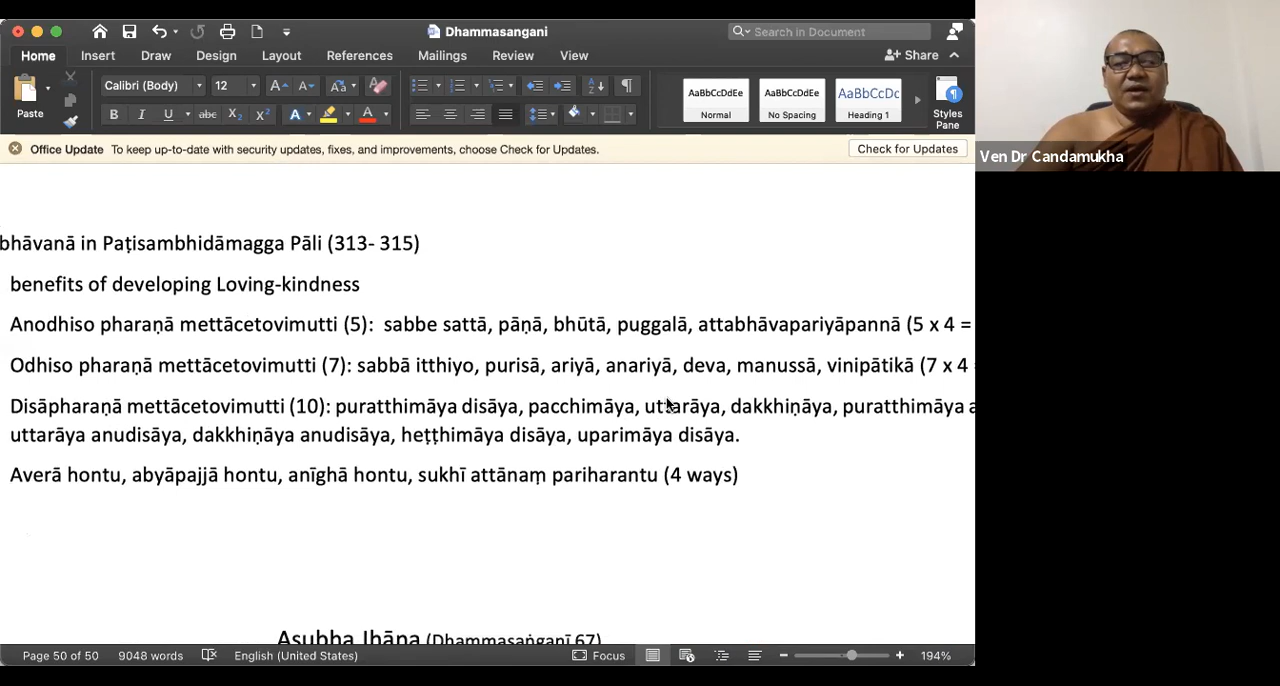 Dhammasangani
Search in Document
Home Insert Draw Design Layout References Mailings Review View Share
Paste
Calibri (Body) 12
AaBbCcDdEe AaBbCcDdEe AaBbCcDc
Normal No Spacing Heading 1 Styles Pane
Office Update To keep up-to-date with security updates, fixes, and improvements, choose Check for Updates. Check for Updates
Ven Dr Candamukha
bhāvanā in Paṭisambhidāmagga Pāli (313- 315)
benefits of developing Loving-kindness
Anodhiso pharaṇā mettācetovimutti (5): sabbe sattā, pāṇā, bhūtā, puggalā, attabhāvapariyāpannā (5 x 4 =
Odhiso pharaṇā mettācetovimutti (7): sabbā itthiyo, purisā, ariyā, anariyā, deva, manussā, vinipātikā (7 x 4
Disāpharaṇā mettācetovimutti (10): puratthimāya disāya, pacchimāya, uttarāya, dakkhiṇāya, puratthimāya a
uttarāya anudisāya, dakkhiṇāya anudisāya, heṭṭhimāya disāya, uparimāya disāya.
Averā hontu, abyāpajjā hontu, anīghā hontu, sukhī attānaṃ pariharantu (4 ways)
Asubha Jhāna (Dhammasaṅgaṇī 67)
Page 50 of 50 9048 words English (United States) Focus 194%